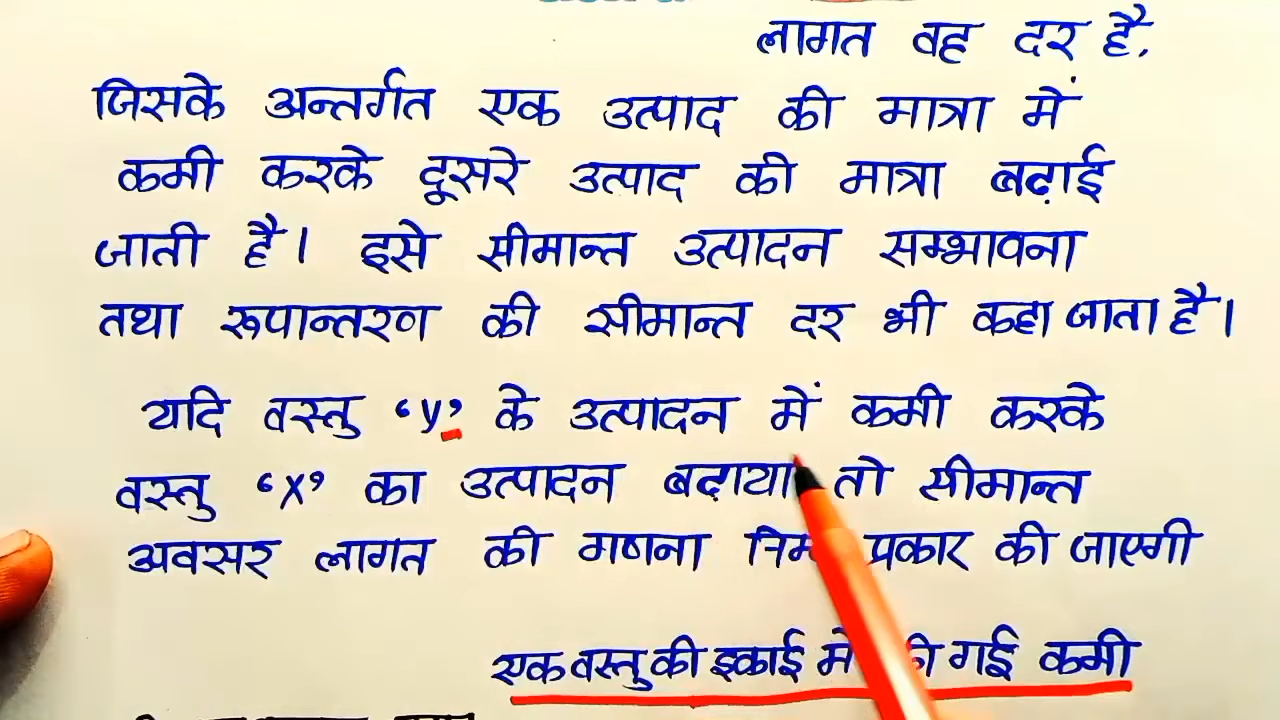 लागत वह दर है,
जिसके अन्तर्गत एक उत्पाद की मात्रा में
कमी करके दूसरे उत्पाद की मात्रा बढ़ाई
जाती है। इसे सीमान्त उत्पादन सम्भावना
तथा रूपान्तरण की सीमान्त दर भी कहा जाता है।
यदि वस्तु ‘y’ के उत्पादन में कमी करके
वस्तु ‘X’ का उत्पादन बढ़ाया तो सीमान्त
अवसर लागत की गणना प्रकार की जाएगी
एक वस्तु की इकाई में गई कमी